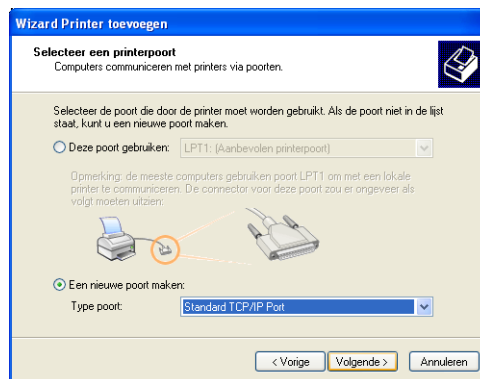 Wizard Printer toevoegen
Selecteer een printerpoort
Computers communiceren met printers via poorten.
Selecteer de poort die door de printer moet worden gebruikt. Als de poort niet in de lijst
staat, kunt u een nieuwe poort maken.
Deze poort gebruiken: LPT1: (Aanbevolen printerpoort)
Opmerking: de meeste computers gebruiken poort LPT1 om met een lokale
printer te communiceren. De connector voor deze poort zou er ongeveer als
volgt moeten uitzien:
Een nieuwe poort maken:
Type poort: Standard TCP/IP Port
< Vorige Volgende > Annuleren